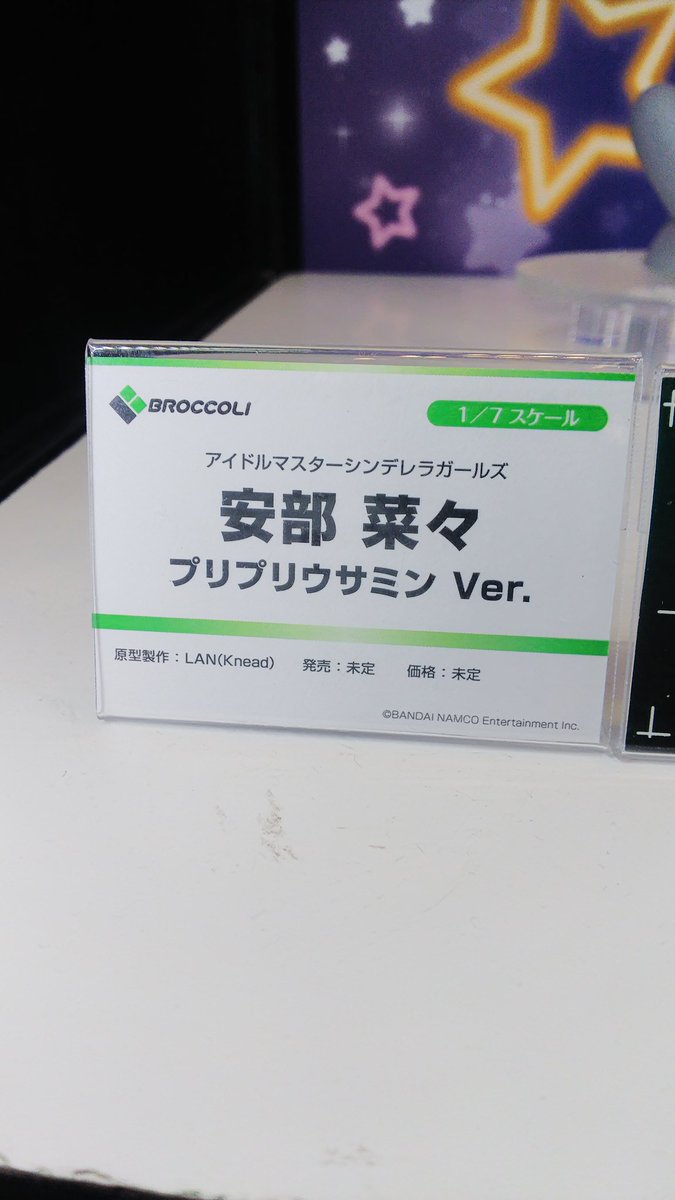 BROCCOLI
1/7 スケール
アイドルマスターシンデレラガールズ
安部 菜々
プリプリウサミン Ver.
原型製作：LAN(Knead) 発売：未定 価格：未定
©BANDAI NAMCO Entertainment Inc.